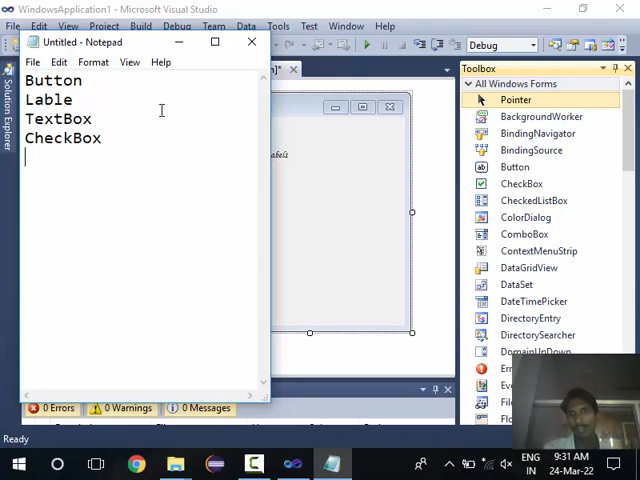 WindowsApplication1 - Microsoft Visual Studio
File Edit View Project Build Debug Team Data Tools Test Window Help
Debug
Untitled - Notepad
File Edit Format View Help
Button
Lable
TextBox
CheckBox
Solution Explorer
n]*
Labels
Toolbox
All Windows Forms
Pointer
BackgroundWorker
BindingNavigator
BindingSource
Button
CheckBox
CheckedListBox
ColorDialog
ComboBox
ContextMenuStrip
DataGridView
DataSet
DateTimePicker
DirectoryEntry
DirectorySearcher
DomainUpDown
0 Errors
0 Warnings
0 Messages
Ready
ENG
IN
9:31 AM
24-Mar-22